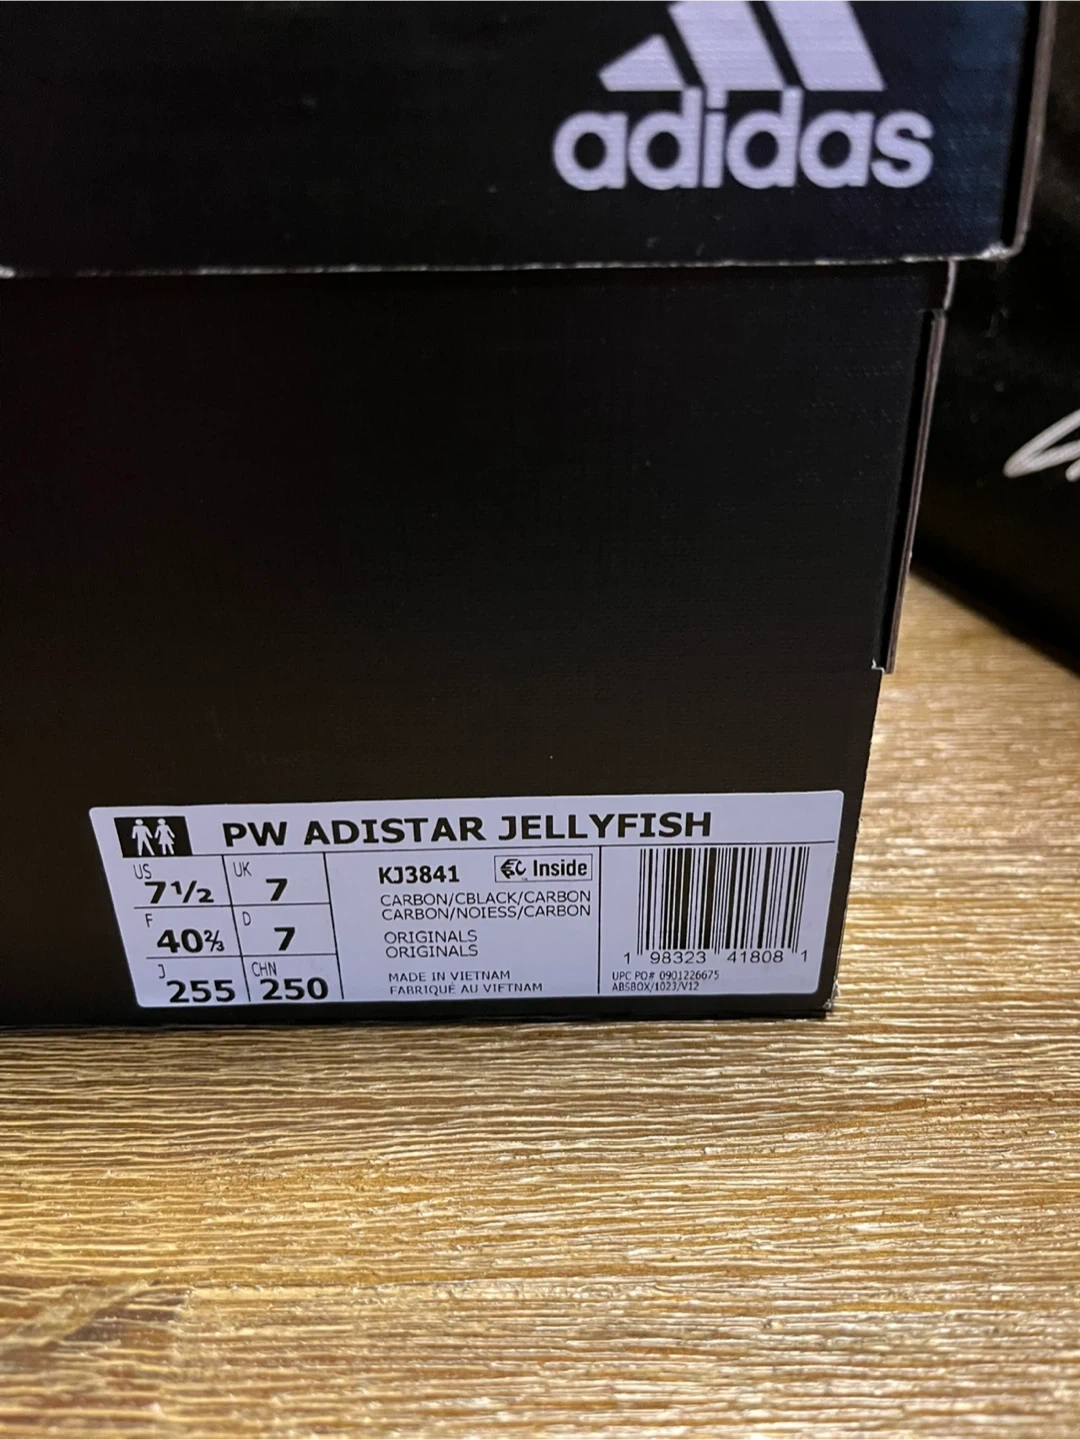 adidas
PW ADISTAR JELLYFISH
US 7½ UK 7
F 40⅔ D 7
J 255 CHN 250
KJ3841 Inside
CARBON/CBLACK/CARBON
CARBON/NOIESS/CARBON
ORIGINALS
ORIGINALS
MADE IN VIETNAM
FABRIQUÉ AU VIETNAM
1 98323 41808 1
UPC PO# 0901226675
ABSBOX/1023/V12